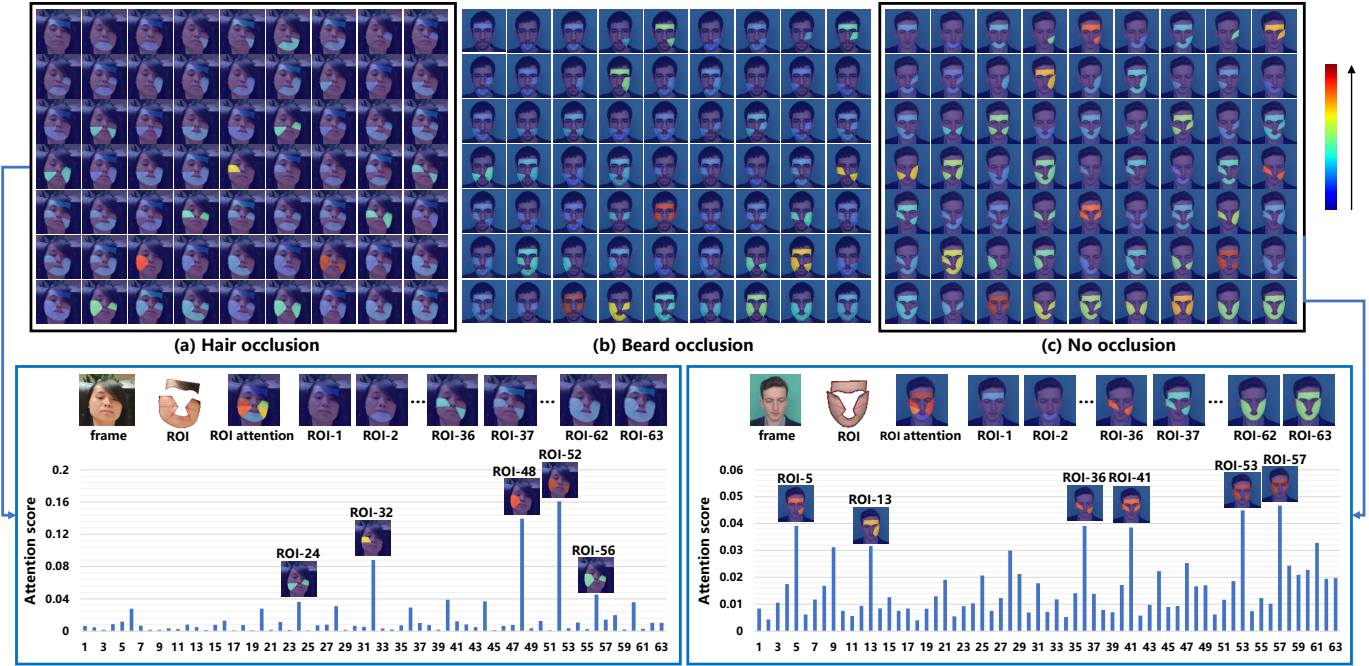 (a) Hair occlusion
(b) Beard occlusion
(c) No occlusion
frame
ROI
ROI attention
ROI-1
ROI-2
...
ROI-36
ROI-37
...
ROI-62
ROI-63
Attention score
0.2
0.16
0.12
0.08
0.04
0
ROI-24
ROI-32
ROI-48
ROI-52
ROI-56
1 3 5 7 9 11 13 15 17 19 21 23 25 27 29 31 33 35 37 39 41 43 45 47 49 51 53 55 57 59 61 63
frame
ROI
ROI attention
ROI-1
ROI-2
...
ROI-36
ROI-37
...
ROI-62
ROI-63
Attention score
0.06
0.05
0.04
0.03
0.02
0.01
0.00
ROI-5
ROI-13
ROI-36
ROI-41
ROI-53
ROI-57
1 3 5 7 9 11 13 15 17 19 21 23 25 27 29 31 33 35 37 39 41 43 45 47 49 51 53 55 57 59 61 63